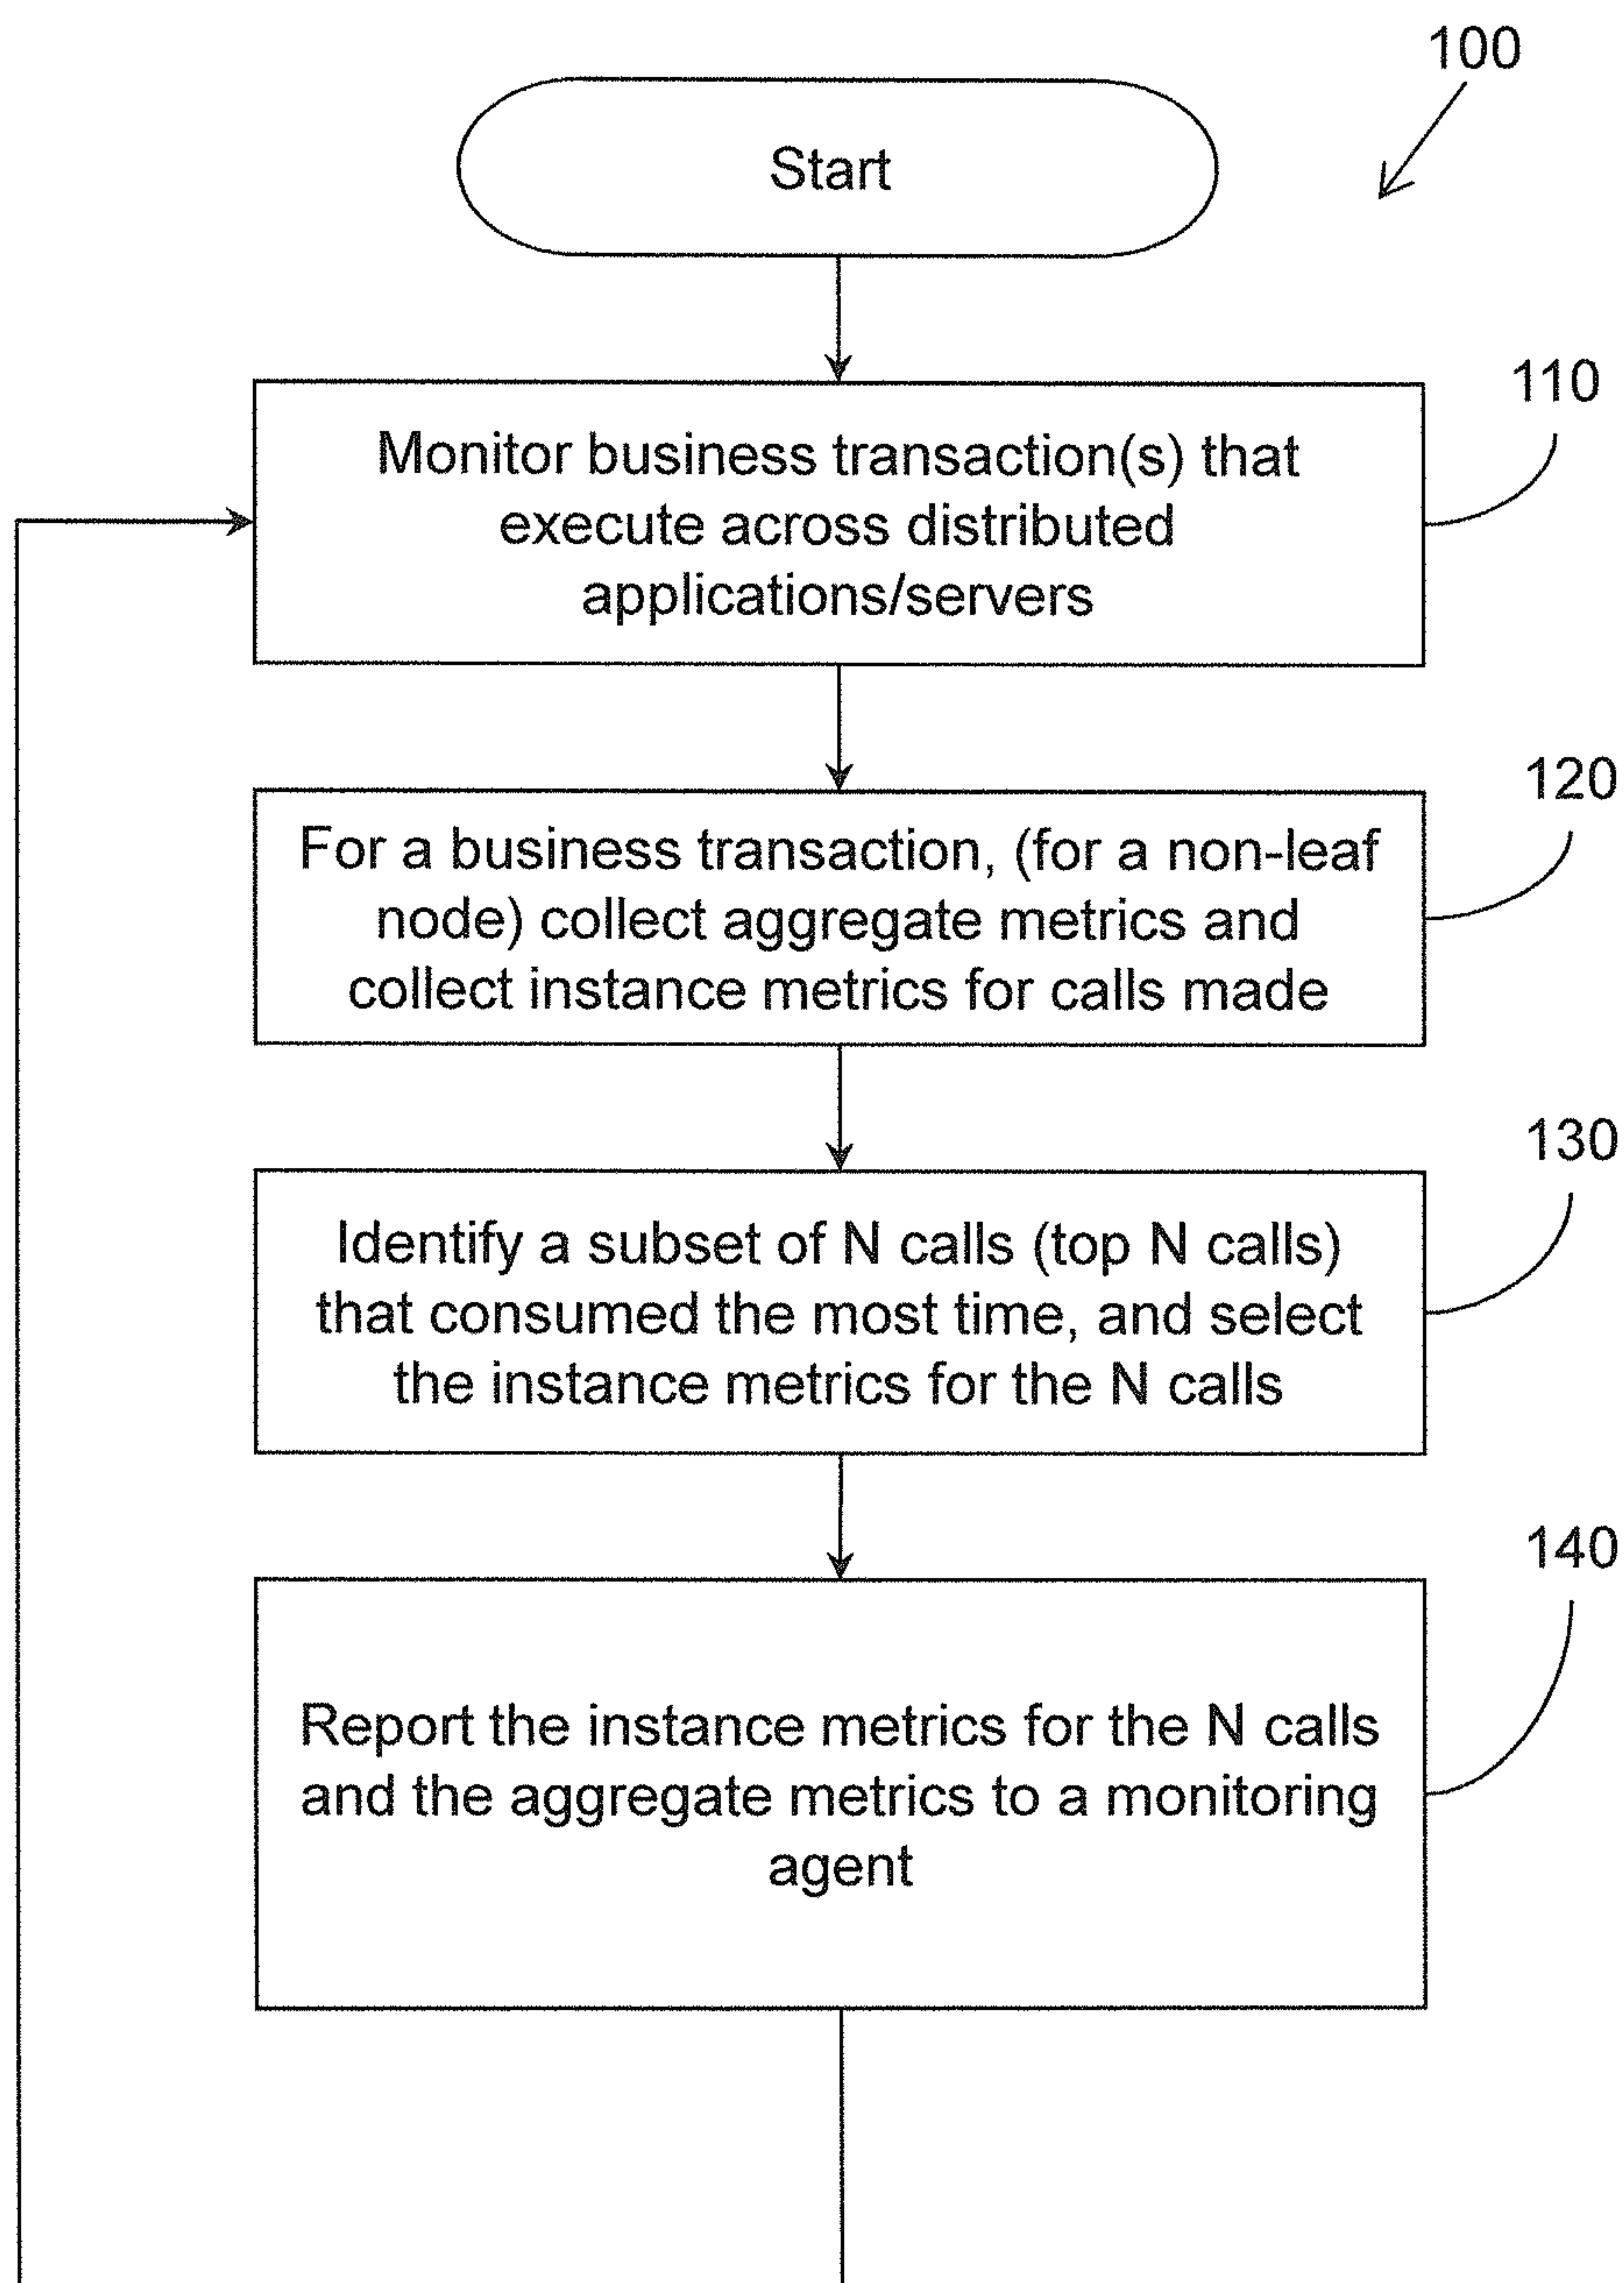 100
Start
110
Monitor business transaction(s) that
execute across distributed
applications/servers
120
For a business transaction, (for a non-leaf
node) collect aggregate metrics and
collect instance metrics for calls made
130
Identify a subset of N calls (top N calls)
that consumed the most time, and select
the instance metrics for the N calls
140
Report the instance metrics for the N calls
and the aggregate metrics to a monitoring
agent